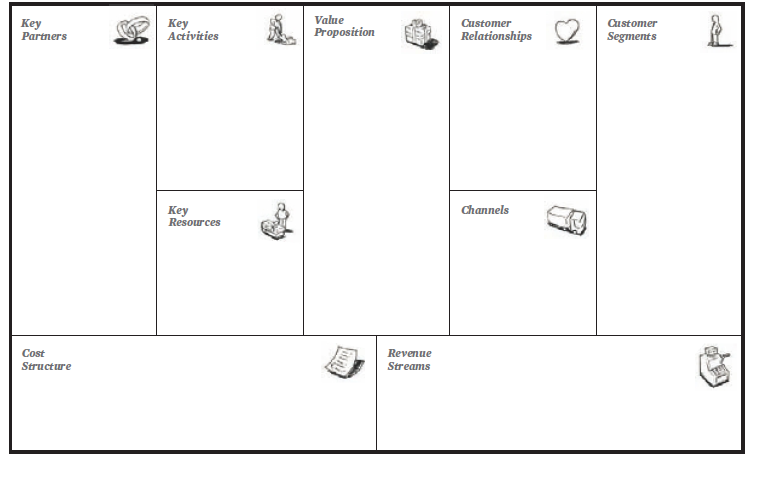 Key
Partners
Key
Activities
Value
Proposition
Customer
Relationships
Customer
Segments
Key
Resources
Channels
Cost
Structure
Revenue
Streams